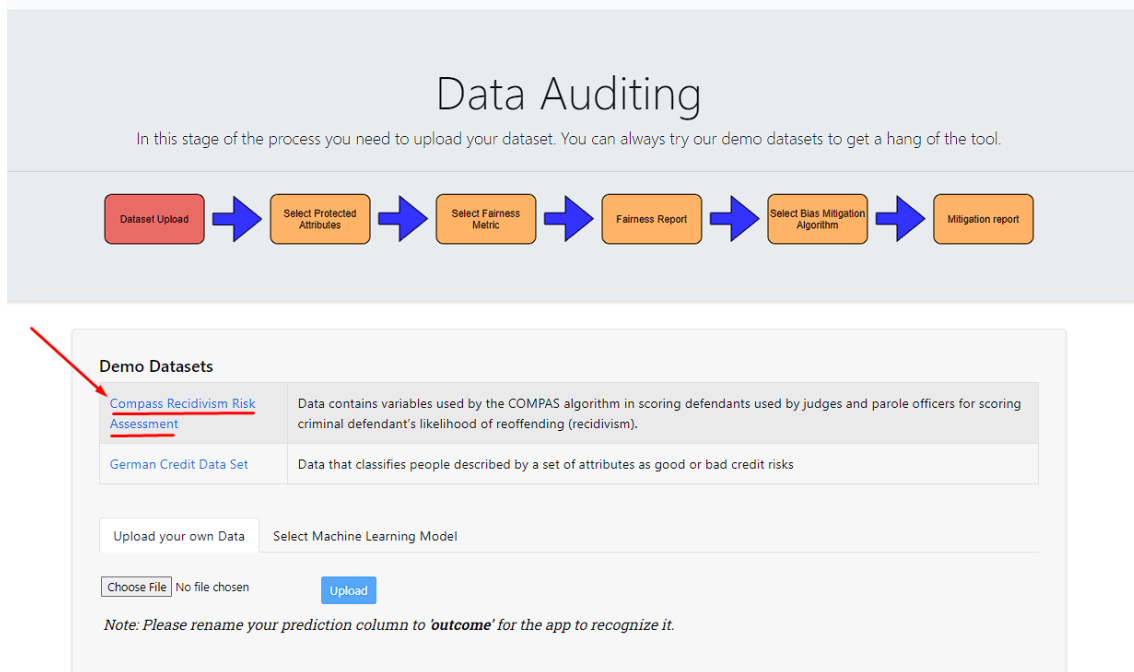 Data Auditing
In this stage of the process you need to upload your dataset. You can always try our demo datasets to get a hang of the tool.
Dataset Upload
Select Protected
Attributes
Select Fairness
Metric
Fairness Report
Select Bias Mitigation
Algorithm
Mitigation report
Demo Datasets
Compass Recidivism Risk
Assessment
Data contains variables used by the COMPAS algorithm in scoring defendants used by judges and parole officers for scoring
criminal defendant's likelihood of reoffending (recidivism).
German Credit Data Set
Data that classifies people described by a set of attributes as good or bad credit risks
Upload your own Data
Select Machine Learning Model
Choose File No file chosen
Upload
Note: Please rename your prediction column to 'outcome' for the app to recognize it.